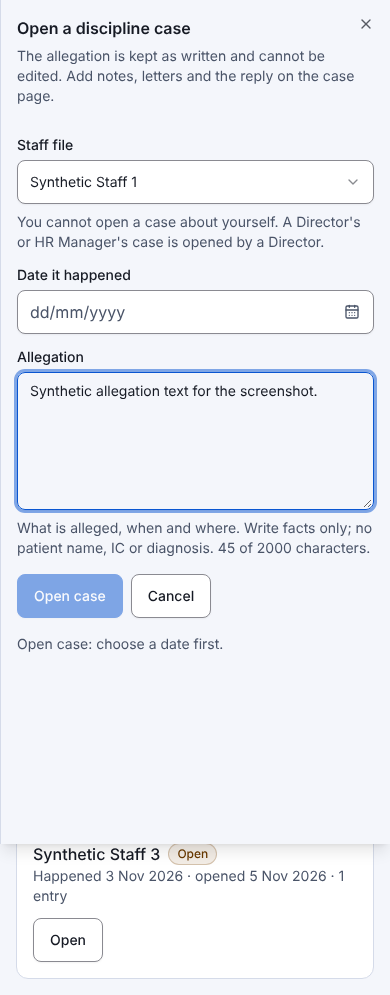 Open a discipline case
The allegation is kept as written and cannot be
edited. Add notes, letters and the reply on the case
page.
Staff file
Synthetic Staff 1
You cannot open a case about yourself. A Director's
or HR Manager's case is opened by a Director.
Date it happened
dd/mm/yyyy
Allegation
Synthetic allegation text for the screenshot.
What is alleged, when and where. Write facts only; no
patient name, IC or diagnosis. 45 of 2000 characters.
Open case
Cancel
Open case: choose a date first.
Synthetic Staff 3 Open
Happened 3 Nov 2026 · opened 5 Nov 2026 · 1
entry
Open